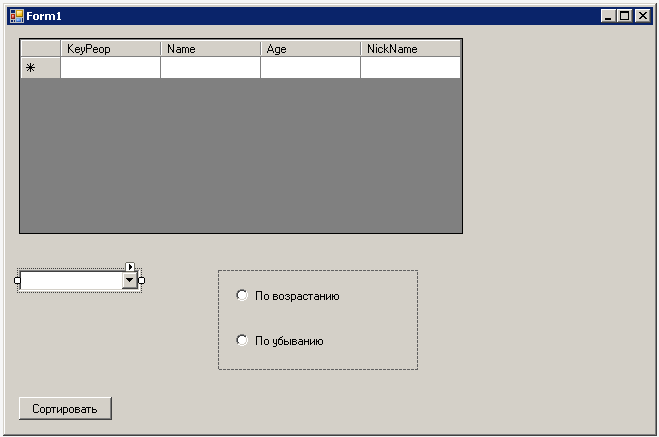 Form1
KeyPeop Name Age NickName
По возрастанию
По убыванию
Сортировать